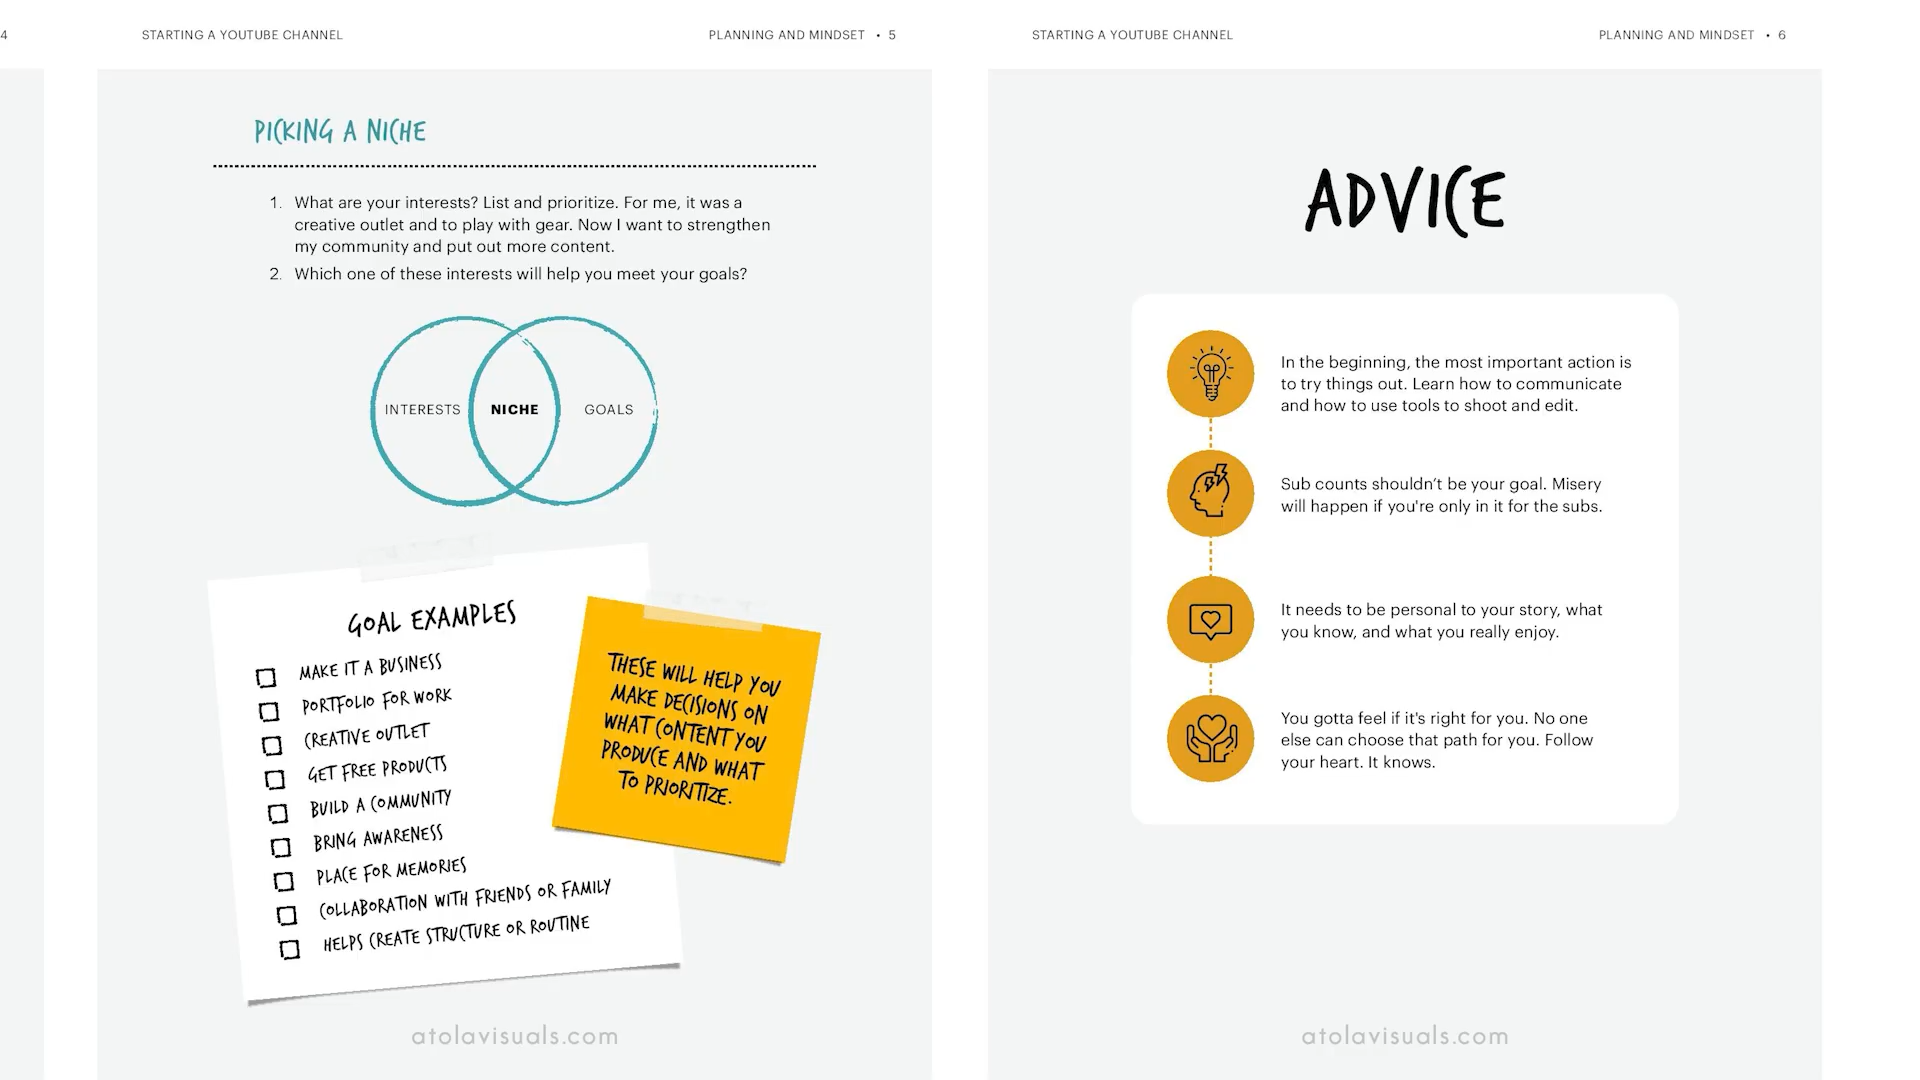 4
STARTING A YOUTUBE CHANNEL
PLANNING AND MINDSET • 5
PICKING A NICHE
1. What are your interests? List and prioritize. For me, it was a
creative outlet and to play with gear. Now I want to strengthen
my community and put out more content.
2. Which one of these interests will help you meet your goals?
INTERESTS
NICHE
GOALS
GOAL EXAMPLES
MAKE IT A BUSINESS
PORTFOLIO FOR WORK
CREATIVE OUTLET
GET FREE PRODUCTS
BUILD A COMMUNITY
BRING AWARENESS
PLACE FOR MEMORIES
COLLABORATION WITH FRIENDS OR FAMILY
HELPS CREATE STRUCTURE OR ROUTINE
THESE WILL HELP YOU
MAKE DECISIONS ON
WHAT CONTENT YOU
PRODUCE AND WHAT
TO PRIORITIZE.
atolavisuals.com
STARTING A YOUTUBE CHANNEL
PLANNING AND MINDSET • 6
ADVICE
In the beginning, the most important action is
to try things out. Learn how to communicate
and how to use tools to shoot and edit.
Sub counts shouldn’t be your goal. Misery
will happen if you're only in it for the subs.
It needs to be personal to your story, what
you know, and what you really enjoy.
You gotta feel if it's right for you. No one
else can choose that path for you. Follow
your heart. It knows.
atolavisuals.com